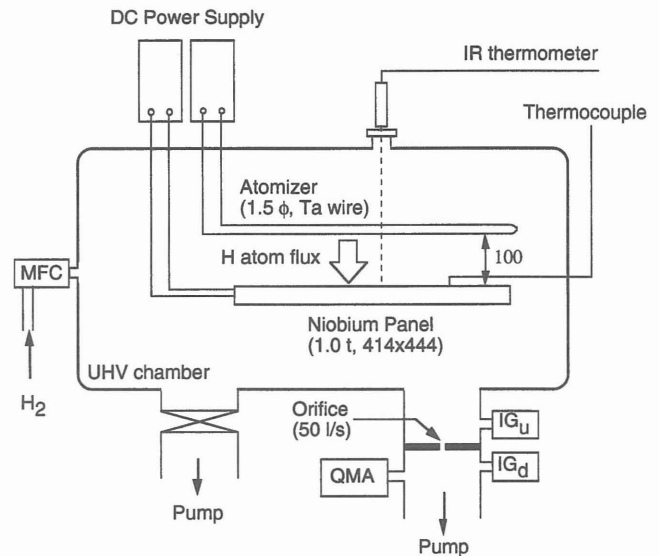 DC Power Supply
IR thermometer
Thermocouple
Atomizer
(1.5 φ, Ta wire)
H atom flux
100
MFC
Niobium Panel
(1.0 t, 414x444)
UHV chamber
H2
Orifice
(50 l/s)
IGu
QMA
IGd
Pump
Pump